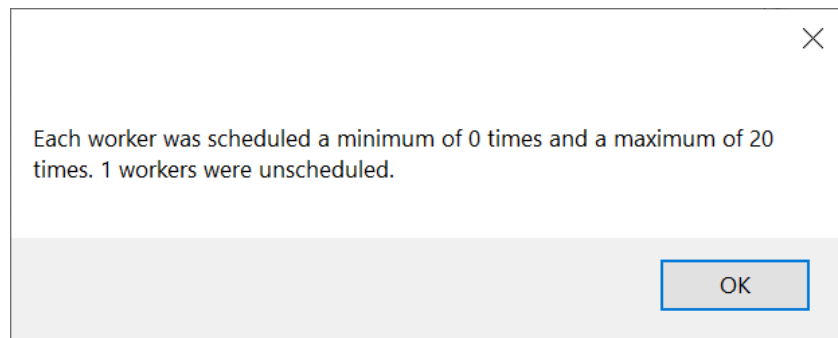 Each worker was scheduled a minimum of 0 times and a maximum of 20
times. 1 workers were unscheduled.
OK